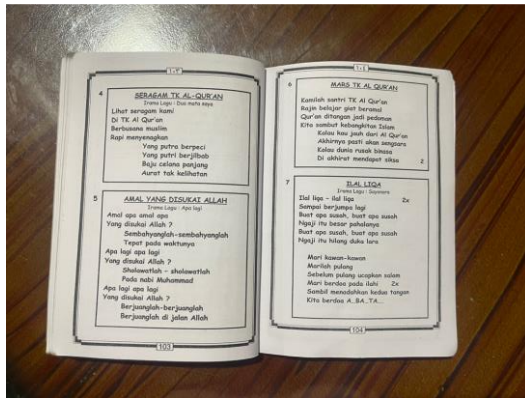 ١٠٣
4
SERAGAM TK AL-QUR'AN
Irama Lagu : Dua mata saya
Lihat seragam kami
Di TK Al Qur'an
Berbusana muslim
Rapi menyenagkan
Yang putra berpeci
Yang putri berjilbab
Baju celana panjang
Aurat tak kelihatan
5
AMAL YANG DISUKAI ALLAH
Irama Lagu : Apa lagi
Amal apa amal apa
Yang disukai Allah ?
Sembahyanglah-sembahyanglah
Tepat pada waktunya
Apa lagi apa lagi
Yang disukai Allah ?
Sholawatlah - sholawatlah
Pada nabi Muhammad
Apa lagi apa lagi
Yang disukai Allah ?
Berjuanglah-berjuanglah
Berjuanglah di jalan Allah
103
١٠٤
6
MARS TK AL QUR'AN
Kamilah santri TK Al Qur'an
Rajin belajar giat beramal
Qur'an ditangan jadi pedoman
Kita sambut kebangkitan Islam
Kalau kau jauh dari Al Qur'an
Akhirnya pasti akan sengsara
Kalau dunia rusak binasa
Di akhirat mendapat siksa 2
7
ILAL LIQA
Irama Lagu : Sayonara
Ilal liqa - ilal liqa 2x
Sampai berjumpa lagi
Buat apa susah, buat apa susah
Ngaji itu besar pahalanya
Buat apa susah, buat apa susah
Ngaji itu hilang duka lara
Mari kawan-kawan
Marilah pulang
Sebelum pulang ucapkan salam
Mari berdoa pada ilahi 2x
Sambil menadahkan kedua tangan
Kita berdoa A...BA...TA....
104